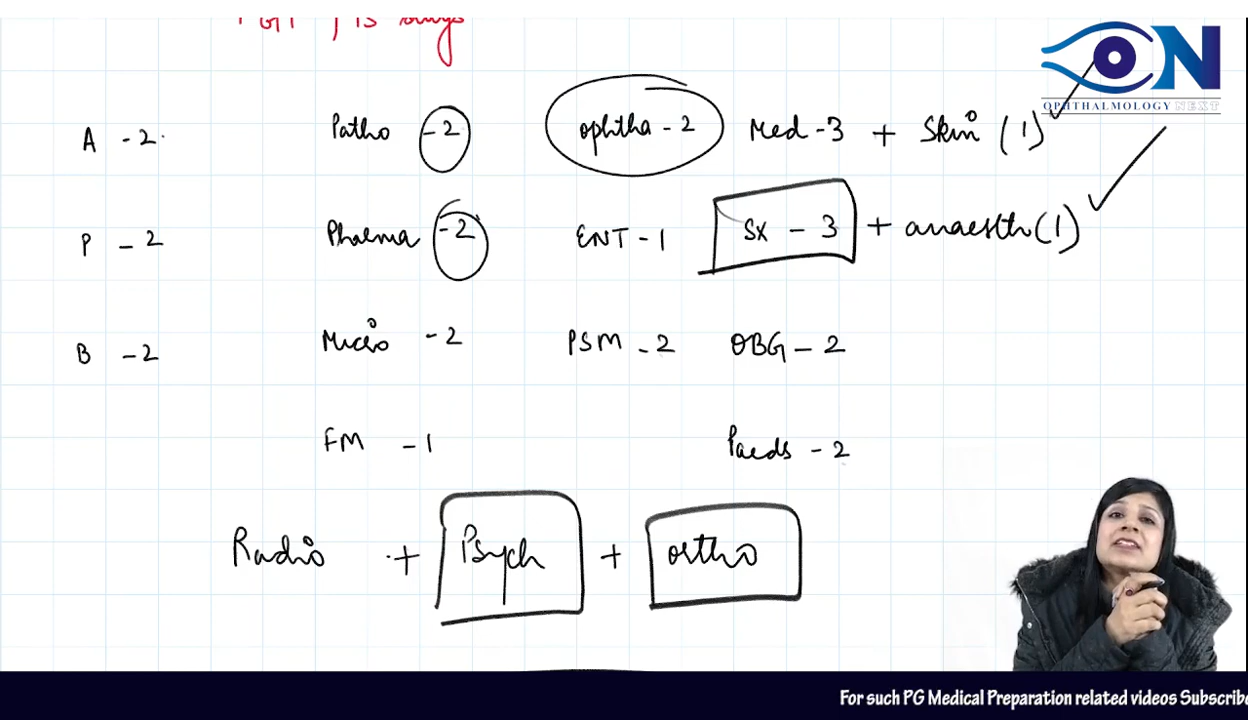 ON
OPHTHALMOLOGY NEXT
A - 2 Patho - 2 ophtha - 2 Med - 3 + Skin (1)
P - 2 Pharma - 2 ENT - 1 Sx - 3 + anaesth (1)
B - 2 Micro - 2 PSM - 2 OBG - 2
FM - 1 Paeds - 2
Radio + Psych + ortho
For such PG Medical Preparation related videos Subscribe